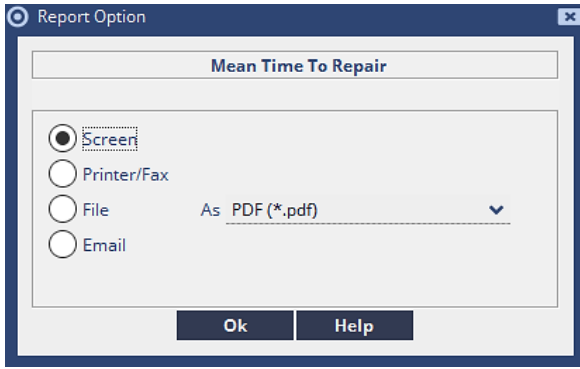 Report Option
Mean Time To Repair
Screen
Printer/Fax
File As PDF (*.pdf)
Email
Ok Help